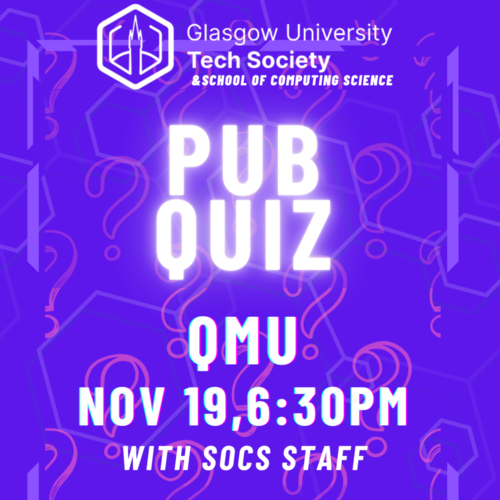 Glasgow University
Tech Society
&SCHOOL OF COMPUTING SCIENCE
PUB
QUIZ
QMU
NOV 19,6:30PM
WITH SOCS STAFF